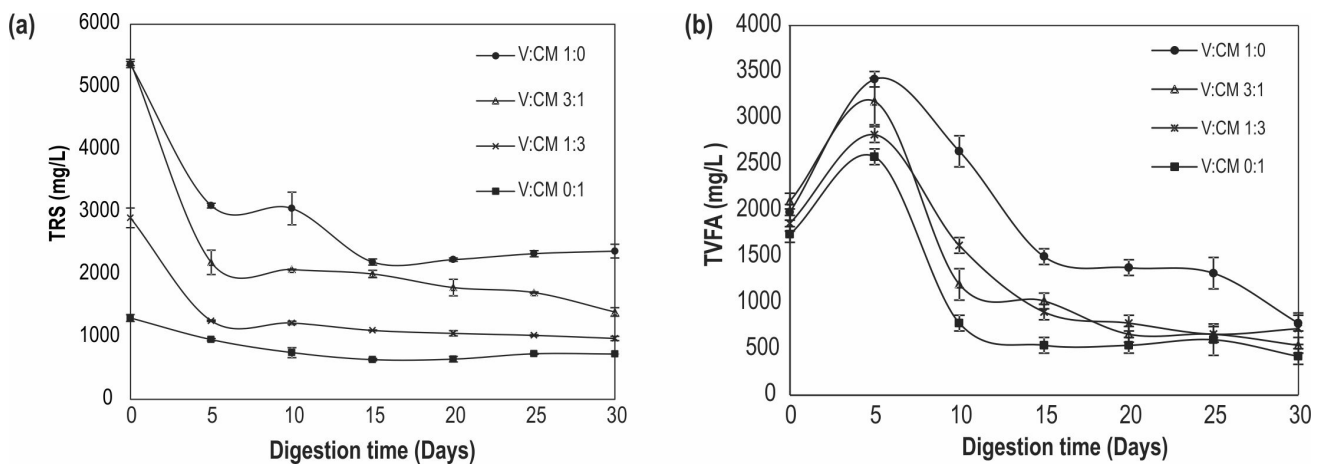 (a)
TRS (mg/L)
6000
5000
4000
3000
2000
1000
0
0 5 10 15 20 25 30
Digestion time (Days)
V:CM 1:0
V:CM 3:1
V:CM 1:3
V:CM 0:1
(b)
TVFA (mg/L )
4000
3500
3000
2500
2000
1500
1000
500
0
0 5 10 15 20 25 30
Digestion time (Days)
V:CM 1:0
V:CM 3:1
V:CM 1:3
V:CM 0:1